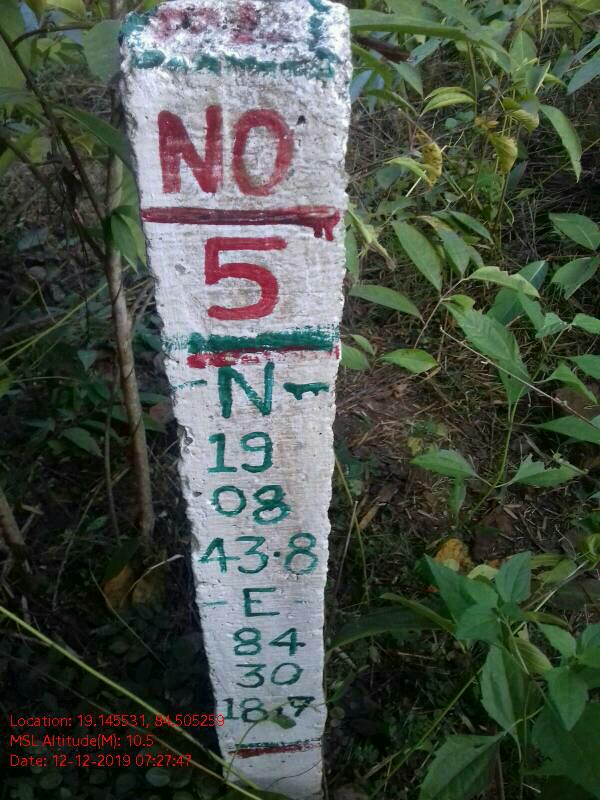 NO
5
-N-
19
08
43.8
-E-
84
30
18.7
Location: 19.145531, 84.505259
MSL Altitude(M): 10.5
Date: 12-12-2019 07:27:47